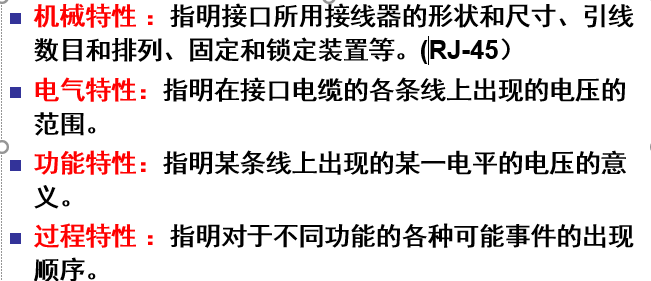 机械特性：指明接口所用接线器的形状和尺寸、引线
数目和排列、固定和锁定装置等。(RJ-45）
电气特性：指明在接口电缆的各条线上出现的电压的
范围。
功能特性：指明某条线上出现的某一电平的电压的意
义。
过程特性：指明对于不同功能的各种可能事件的出现
顺序。